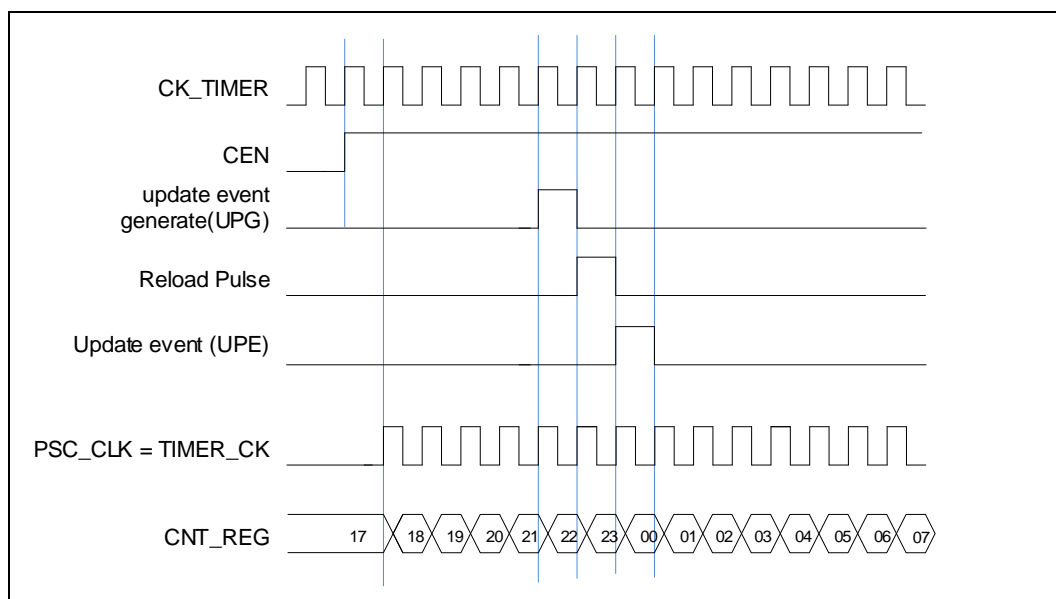 CK_TIMER
CEN
update event
generate(UPG)
Reload Pulse
Update event (UPE)
PSC_CLK = TIMER_CK
CNT_REG 17 18 19 20 21 22 23 00 01 02 03 04 05 06 07